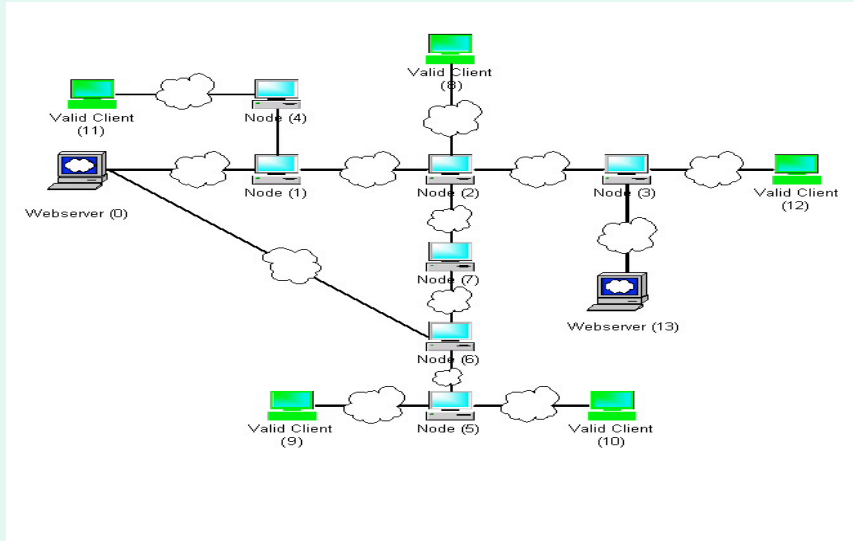 Valid Client
(8)
Valid Client
(11)
Node (4)
Webserver (0)
Node (1)
Node (2)
Node (3)
Valid Client
(12)
Node (7)
Webserver (13)
Node (6)
Valid Client
(9)
Node (5)
Valid Client
(10)